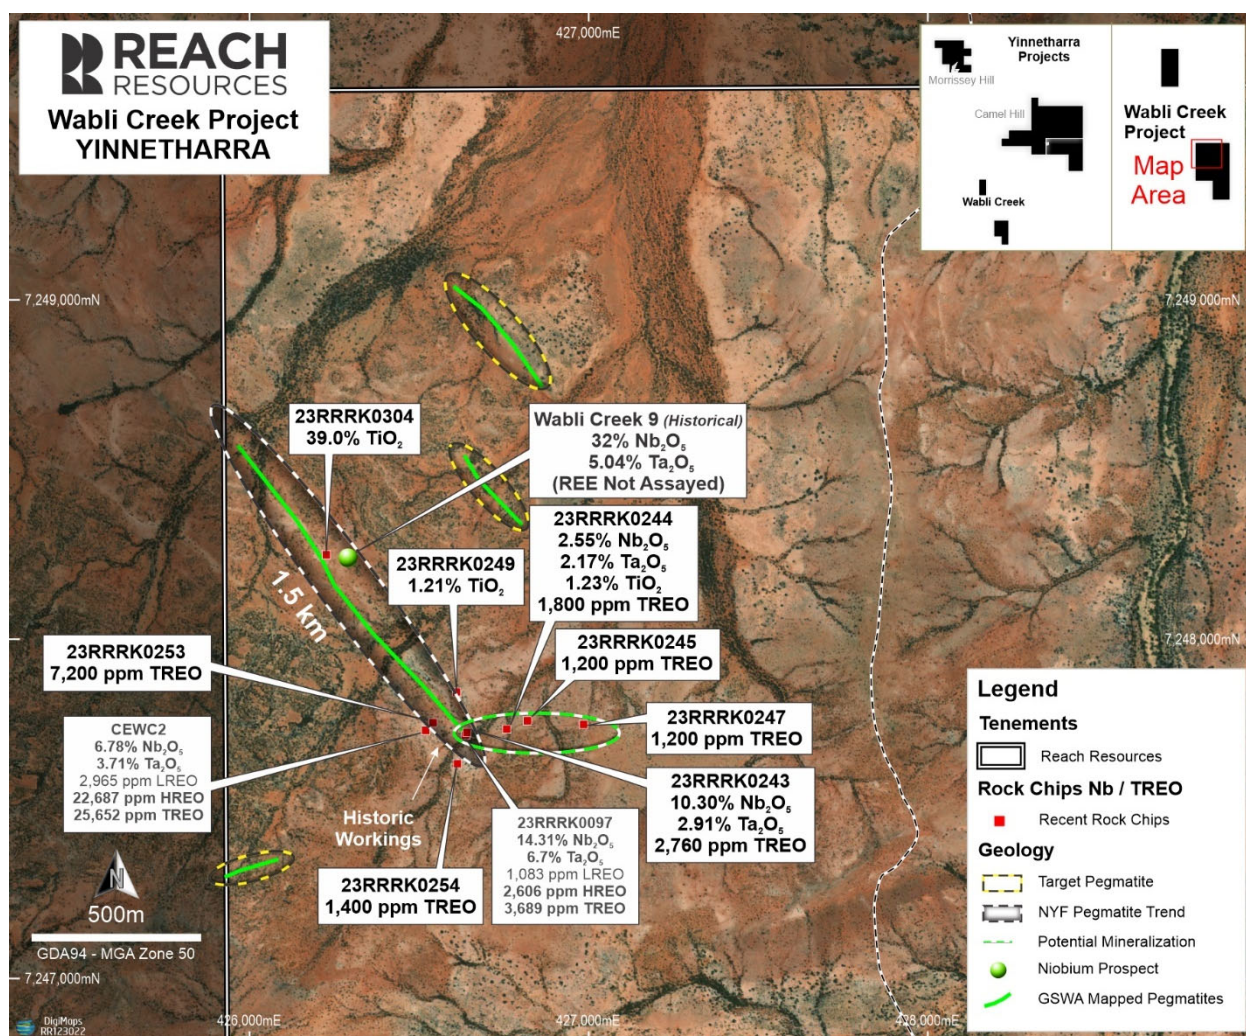 REACH
RESOURCES
Wabli Creek Project
YINNETHARRA
427,000mE
Yinnetharra
Projects
Morrissey Hill
Camel Hill
Wabli Creek
Wabli Creek
Project
Map
Area
7,249,000mN
7,249,000mN
23RRRK0304
39.0% TiO₂
Wabli Creek 9 (Historical)
32% Nb₂O₅
5.04% Ta₂O₅
(REE Not Assayed)
23RRRK0249
1.21% TiO₂
23RRRK0244
2.55% Nb₂O₅
2.17% Ta₂O₅
1.23% TiO₂
1,800 ppm TREO
1.5 km
23RRRK0245
1,200 ppm TREO
7,248,000mN
23RRRK0253
7,200 ppm TREO
23RRRK0247
1,200 ppm TREO
CEWC2
6.78% Nb₂O₅
3.71% Ta₂O₅
2,965 ppm LREO
22,687 ppm HREO
25,652 ppm TREO
23RRRK0243
10.30% Nb₂O₅
2.91% Ta₂O₅
2,760 ppm TREO
Historic
Workings
23RRRK0097
14.31% Nb₂O₅
6.7% Ta₂O₅
1,083 ppm LREO
2,606 ppm HREO
3,689 ppm TREO
23RRRK0254
1,400 ppm TREO
N
500m
GDA94 - MGA Zone 50
7,247,000mN
Legend
Tenements
Reach Resources
Rock Chips Nb / TREO
Recent Rock Chips
Geology
Target Pegmatite
NYF Pegmatite Trend
Potential Mineralization
Niobium Prospect
GSWA Mapped Pegmatites
DigiMaps
RR123022
426,000mE
427,000mE
428,000mE